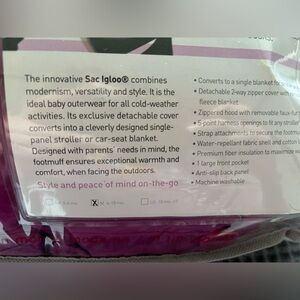 The innovative Sac Igloo® combines
modernism, versatility and style. It is the
ideal baby outerwear for all cold-weather
activities. Its exclusive detachable cover
converts into a cleverly designed single-
panel stroller or car-seat blanket.
Designed with parents' needs in mind, the
footmuff ensures exceptional warmth and
comfort, when facing the outdoors.
Style and peace of mind on-the-go
• Converts to a single blanket fo
• Detachable 2-way zipper cover with
fleece blanket
• Zippered hood with removable faux-fur
• 5-point harness openings to fit any stroller
• Strap attachments to secure the footmu
• Water-repellent fabric shell and cotton l
• Premium fiber insulation to maximize w
• 1 large front pocket
• Anti-slip back panel
• Machine washable